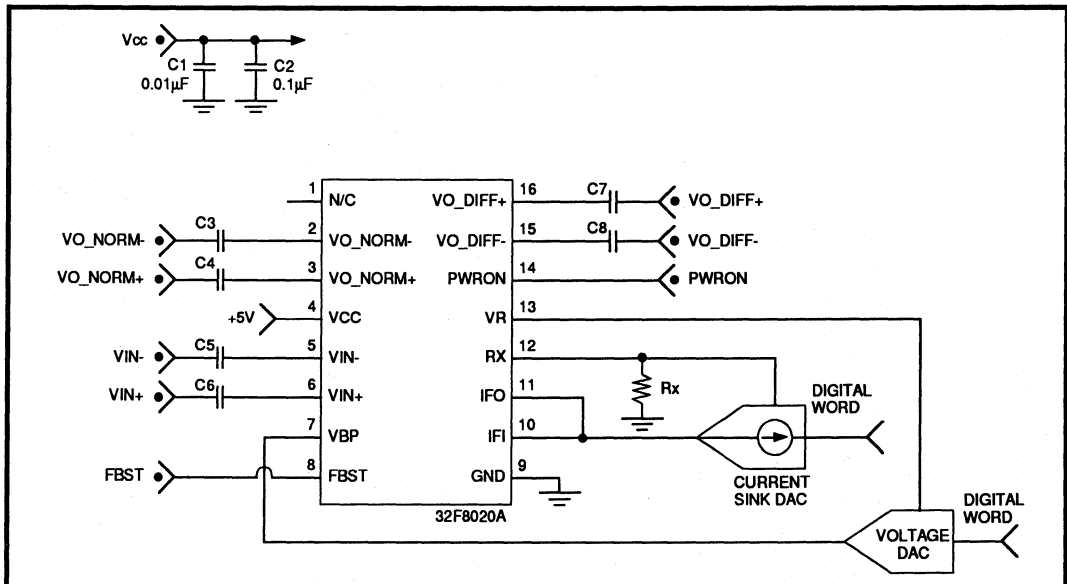 Vcc
C1
0.01µF
C2
0.1µF
1
N/C
VO_DIFF+
16
C7
VO_DIFF+
VO_NORM-
C3
2
VO_NORM-
VO_DIFF-
15
C8
VO_DIFF-
VO_NORM+
C4
3
VO_NORM+
PWRON
14
PWRON
+5V
4
VCC
VR
13
VIN-
C5
5
VIN-
RX
12
Rx
VIN+
C6
6
VIN+
IFO
11
7
VBP
IFI
10
FBST
8
FBST
GND
9
32F8020A
DIGITAL
WORD
CURRENT
SINK DAC
DIGITAL
WORD
VOLTAGE
DAC